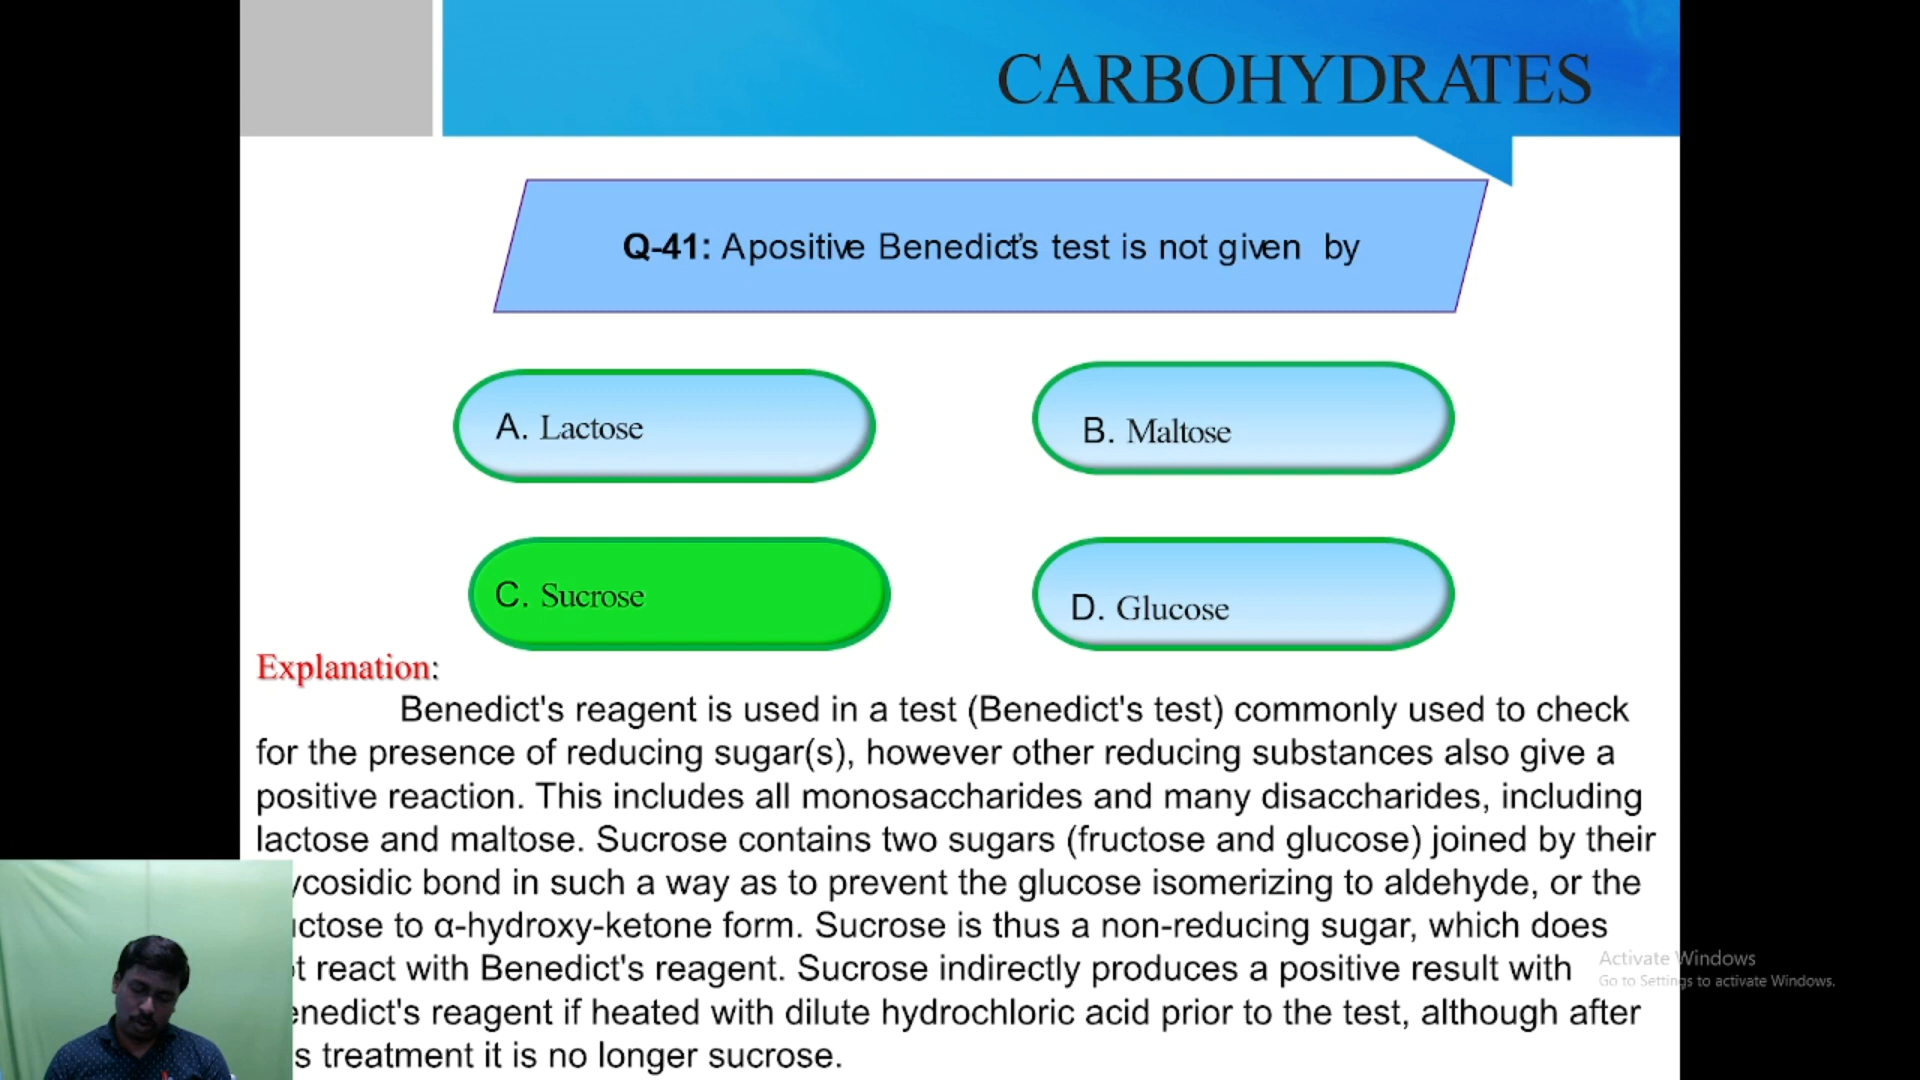 CARBOHYDRATES
Q-41: Apositive Benedict's test is not given by
A. Lactose
B. Maltose
C. Sucrose
D. Glucose
Explanation:
Benedict's reagent is used in a test (Benedict's test) commonly used to check
for the presence of reducing sugar(s), however other reducing substances also give a
positive reaction. This includes all monosaccharides and many disaccharides, including
lactose and maltose. Sucrose contains two sugars (fructose and glucose) joined by their
ycosidic bond in such a way as to prevent the glucose isomerizing to aldehyde, or the
ictose to α-hydroxy-ketone form. Sucrose is thus a non-reducing sugar, which does
t react with Benedict's reagent. Sucrose indirectly produces a positive result with
enedict's reagent if heated with dilute hydrochloric acid prior to the test, although after
s treatment it is no longer sucrose.
Activate Windows
Go to Settings to activate Windows.